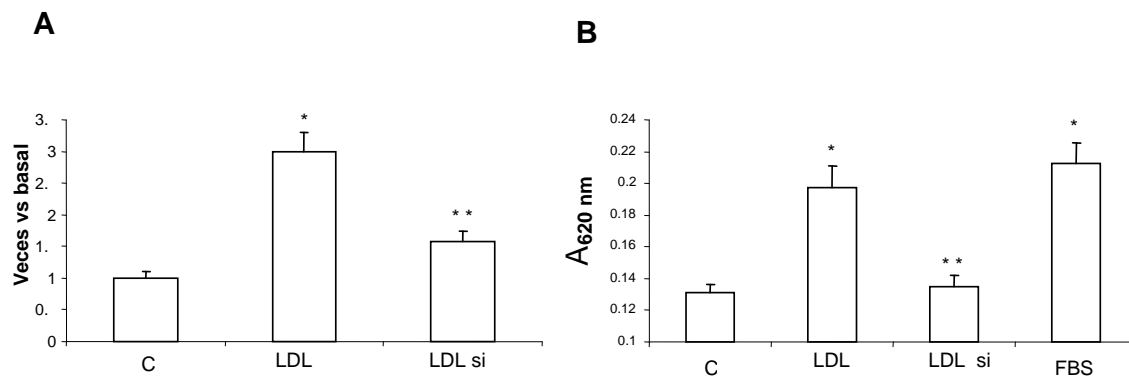 A
Veces vs basal
3.
3
2.
2
1.
1
0.
0
*
* *
C
LDL
LDL si
B
A620 nm
0.24
0.22
0.2
0.18
0.16
0.14
0.12
0.1
*
* *
*
C
LDL
LDL si
FBS